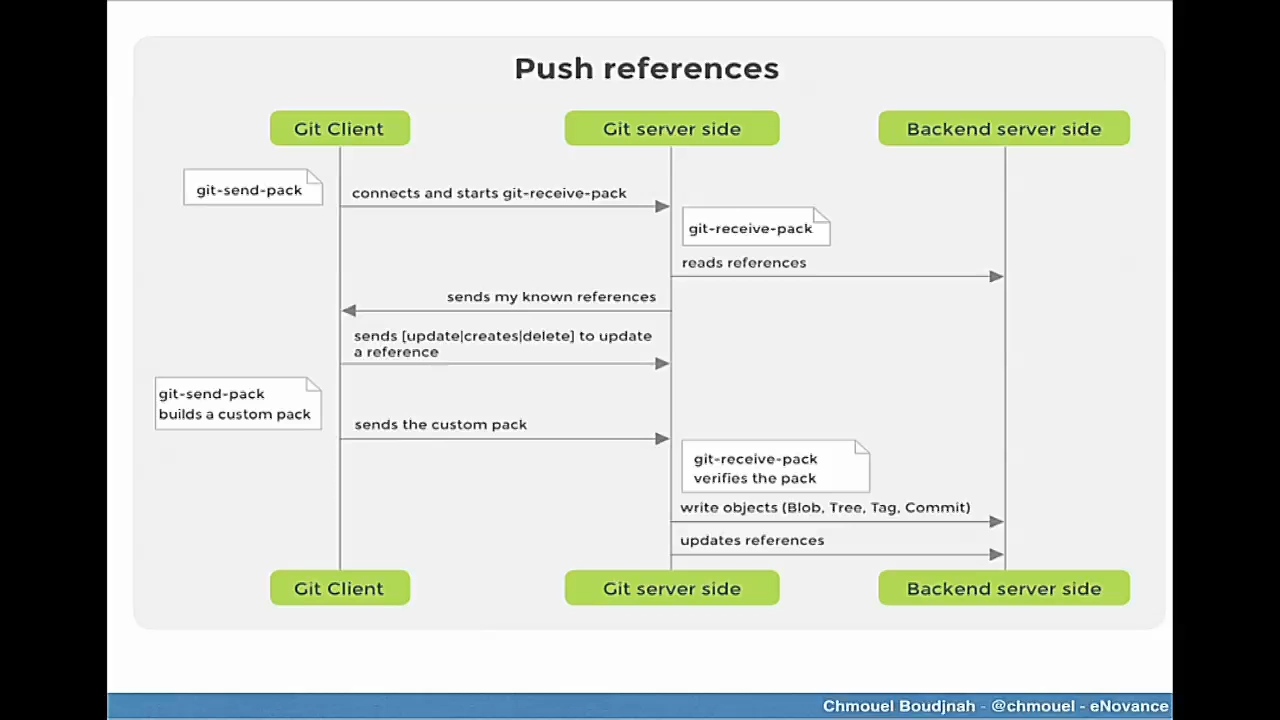 Push references
Git Client
Git server side
Backend server side
git-send-pack
connects and starts git-receive-pack
git-receive-pack
reads references
sends my known references
sends [update|creates|delete] to update
a reference
git-send-pack
builds a custom pack
sends the custom pack
git-receive-pack
verifies the pack
write objects (Blob, Tree, Tag, Commit)
updates references
Git Client
Git server side
Backend server side
Chmouel Boudjnah - @chmouel - eNovance